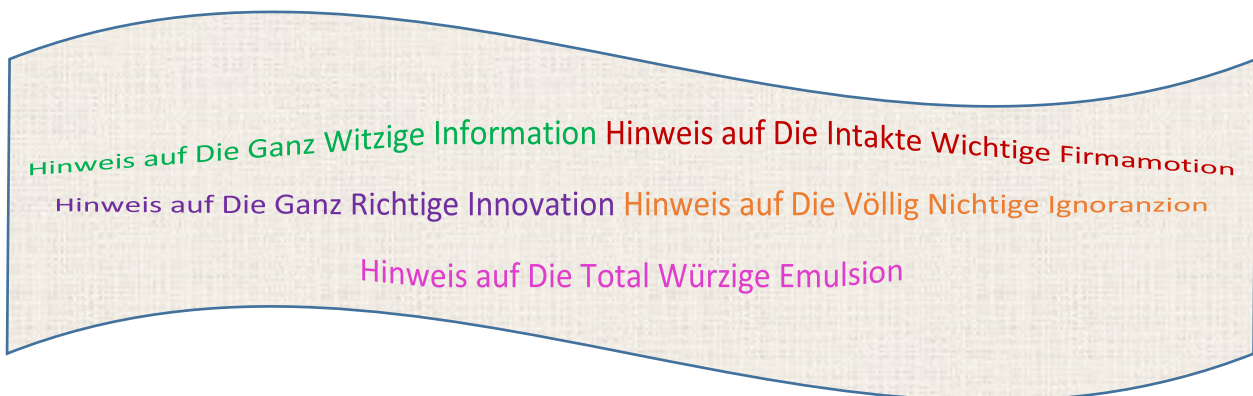 Hinweis auf Die Ganz Witzige Information Hinweis auf Die Intakte Wichtige Firmamotion
Hinweis auf Die Ganz Richtige Innovation Hinweis auf Die Völlig Nichtige Ignoranzion
Hinweis auf Die Total Würzige Emulsion